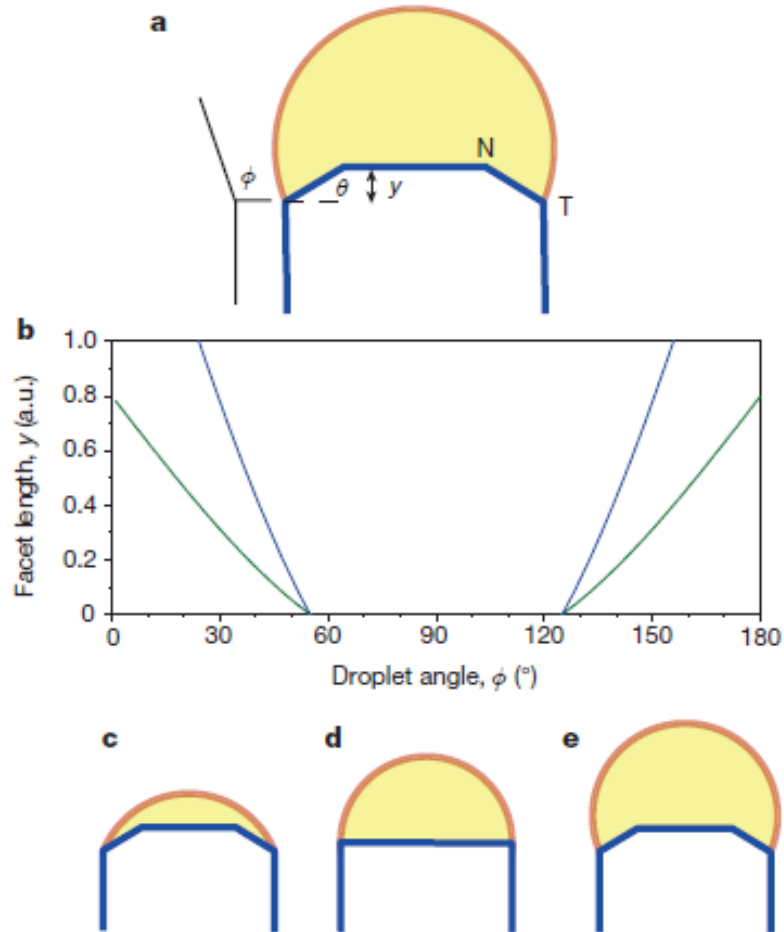 a
N
ϕ
θ
y
T
b
1.0
0.8
0.6
0.4
0.2
0
Facet length, y (a.u.)
0 30 60 90 120 150 180
Droplet angle, ϕ (°)
c d e